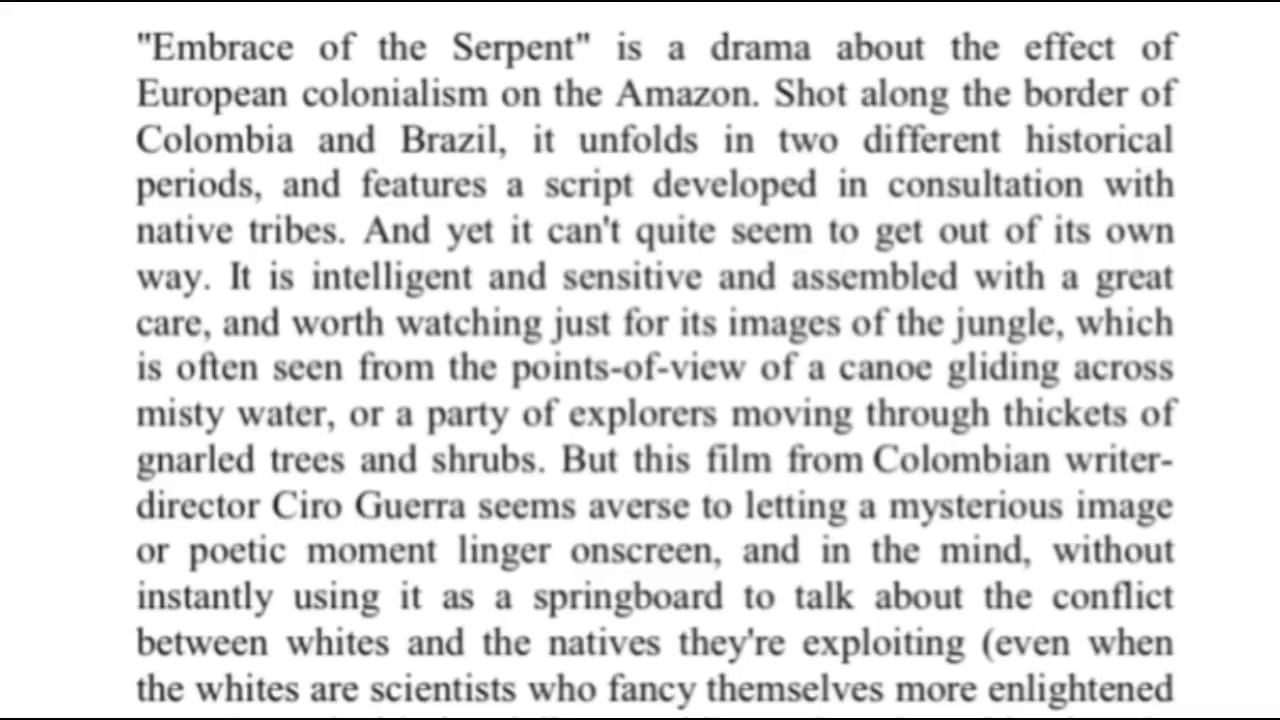 "Embrace of the Serpent" is a drama about the effect of
European colonialism on the Amazon. Shot along the border of
Colombia and Brazil, it unfolds in two different historical
periods, and features a script developed in consultation with
native tribes. And yet it can't quite seem to get out of its own
way. It is intelligent and sensitive and assembled with a great
care, and worth watching just for its images of the jungle, which
is often seen from the points-of-view of a canoe gliding across
misty water, or a party of explorers moving through thickets of
gnarled trees and shrubs. But this film from Colombian writer-
director Ciro Guerra seems averse to letting a mysterious image
or poetic moment linger onscreen, and in the mind, without
instantly using it as a springboard to talk about the conflict
between whites and the natives they're exploiting (even when
the whites are scientists who fancy themselves more enlightened